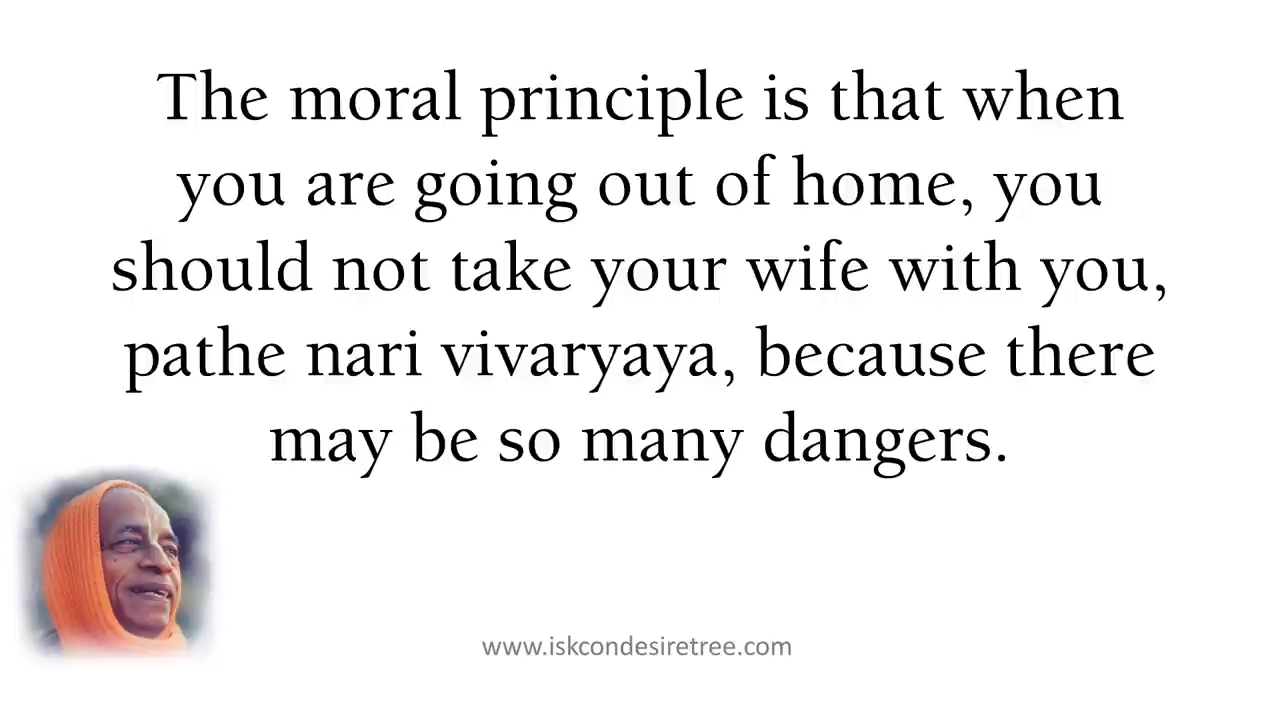 The moral principle is that when
you are going out of home, you
should not take your wife with you,
pathe nari vivaryaya, because there
may be so many dangers.
www.iskcondesiretree.com